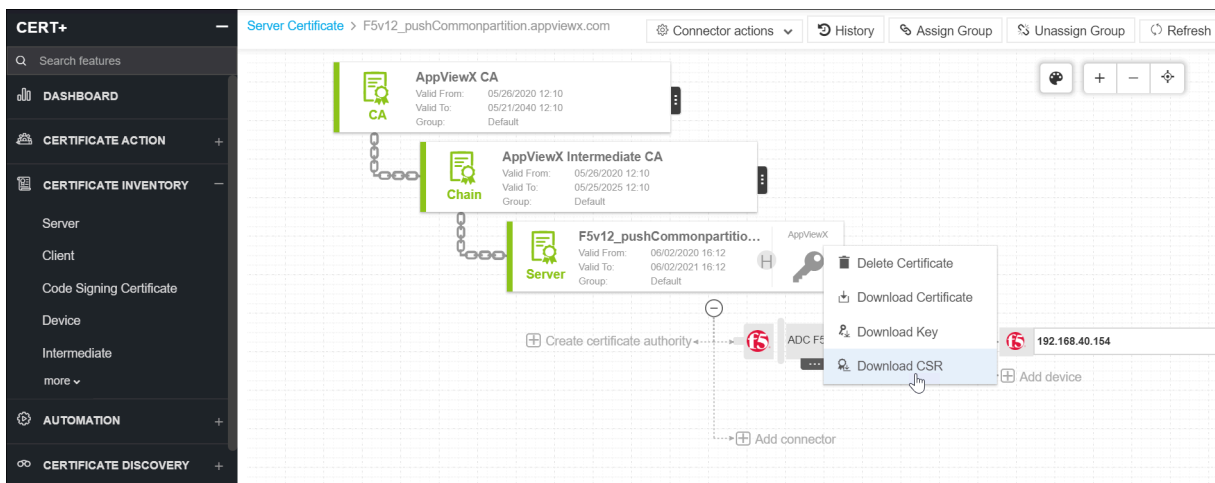 CERT+
Server Certificate > F5v12_pushCommonpartition.appviewx.com
Connector actions
History
Assign Group
Unassign Group
Refresh
Search features
DASHBOARD
CERTIFICATE ACTION
CERTIFICATE INVENTORY
Server
Client
Code Signing Certificate
Device
Intermediate
more
AUTOMATION
CERTIFICATE DISCOVERY
CA
AppViewX CA
Valid From: 05/26/2020 12:10
Valid To: 05/21/2040 12:10
Group: Default
Chain
AppViewX Intermediate CA
Valid From: 05/26/2020 12:10
Valid To: 05/25/2025 12:10
Group: Default
Server
F5v12_pushCommonpartitio...
Valid From: 06/02/2020 16:12
Valid To: 06/02/2021 16:12
Group: Default
H
AppViewX
Delete Certificate
Download Certificate
Download Key
Download CSR
Create certificate authority
f5
ADC F5
f5
192.168.40.154
Add device
Add connector